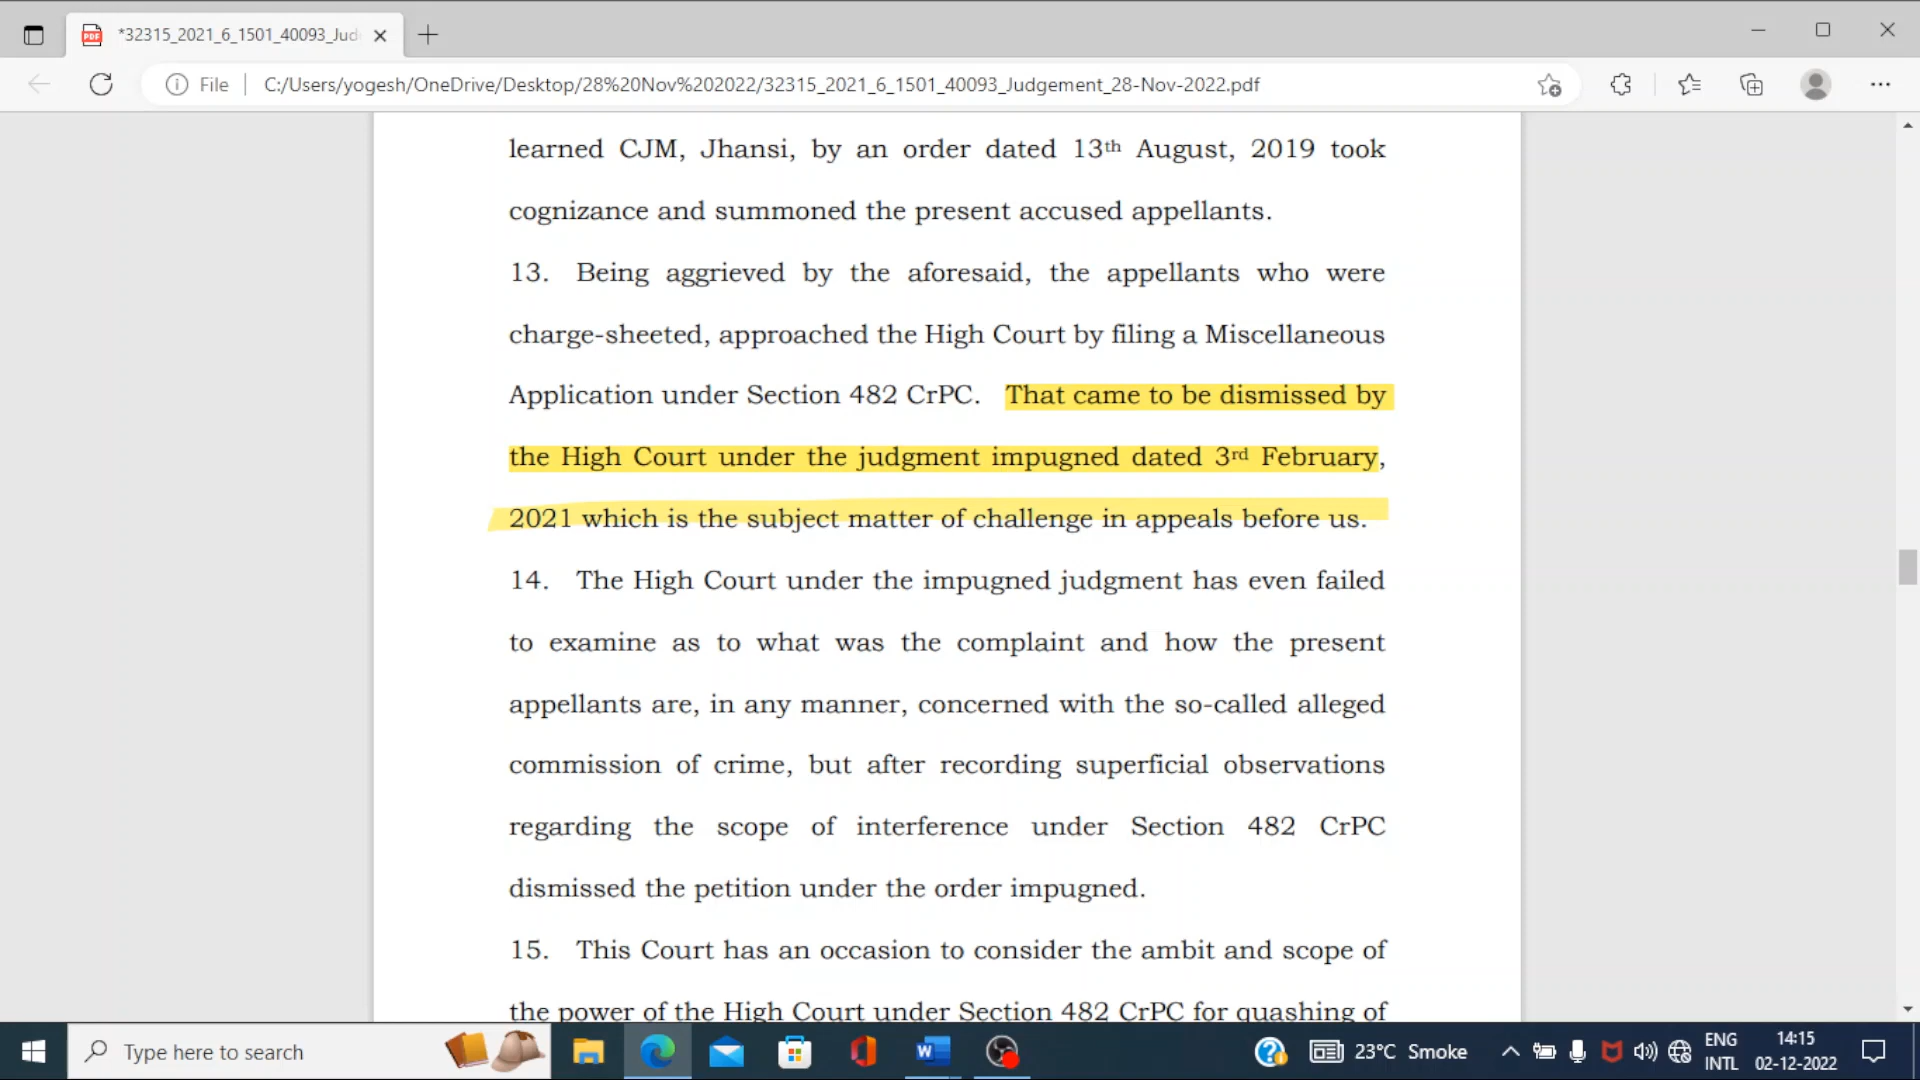 *32315_2021_6_1501_40093_Jud
File
C:/Users/yogesh/OneDrive/Desktop/28%20Nov%202022/32315_2021_6_1501_40093_Judgement_28-Nov-2022.pdf
learned CJM, Jhansi, by an order dated 13th August, 2019 took
cognizance and summoned the present accused appellants.
13. Being aggrieved by the aforesaid, the appellants who were
charge-sheeted, approached the High Court by filing a Miscellaneous
Application under Section 482 CrPC. That came to be dismissed by
the High Court under the judgment impugned dated 3rd February,
2021 which is the subject matter of challenge in appeals before us.
14. The High Court under the impugned judgment has even failed
to examine as to what was the complaint and how the present
appellants are, in any manner, concerned with the so-called alleged
commission of crime, but after recording superficial observations
regarding the scope of interference under Section 482 CrPC
dismissed the petition under the order impugned.
15. This Court has an occasion to consider the ambit and scope of
the power of the High Court under Section 482 CrPC for quashing of
Type here to search
23°C Smoke
ENG
INTL
14:15
02-12-2022